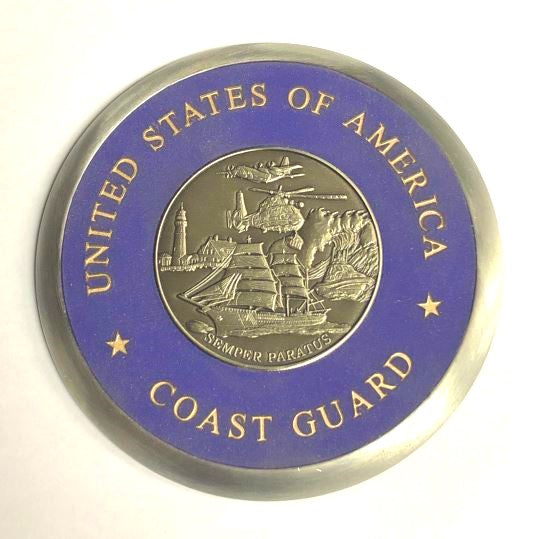 UNITED STATES OF AMERICA
COAST GUARD
SEMPER PARATUS